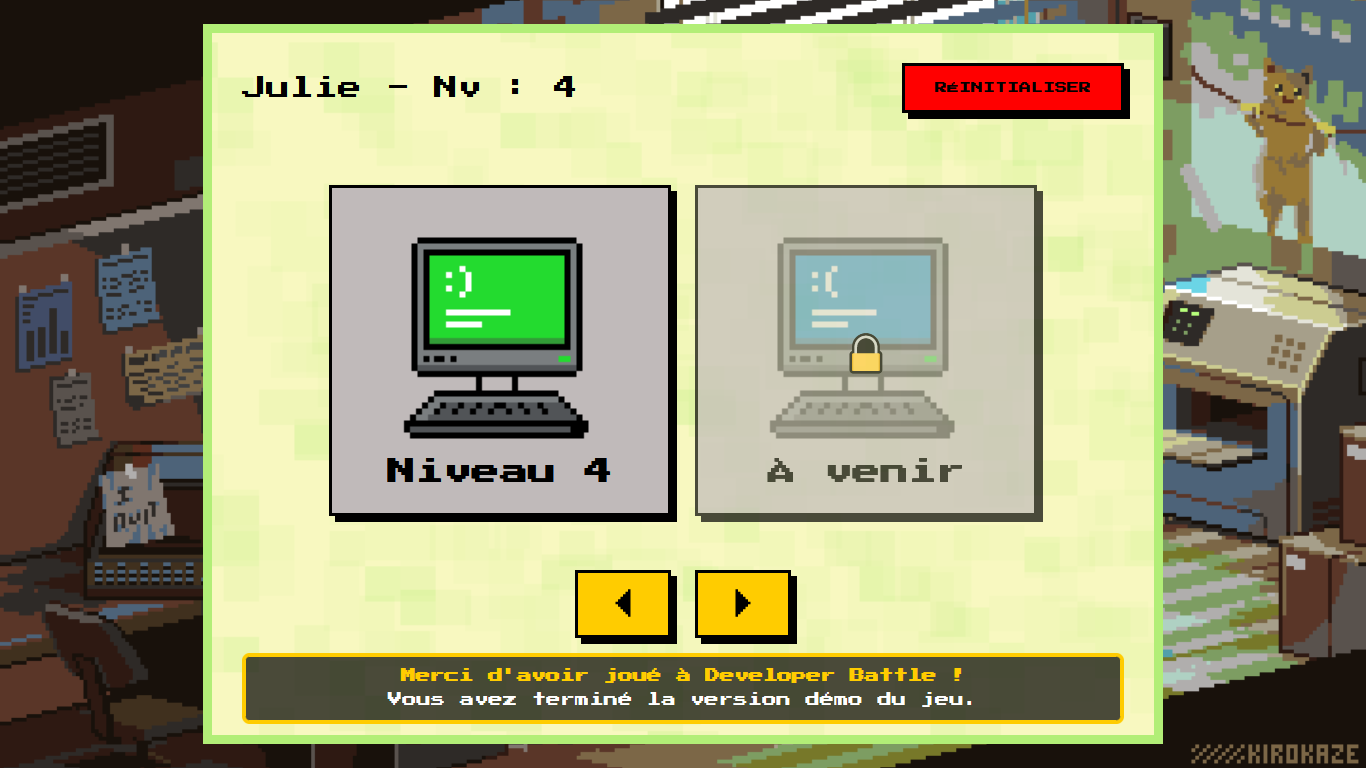 Julie - Nv : 4
RéINITIALISER
:)
:(
Niveau 4
À venir
I
QUIT
Merci d'avoir joué à Developer Battle !
Vous avez terminé la version démo du jeu.
/////KIROKAZE